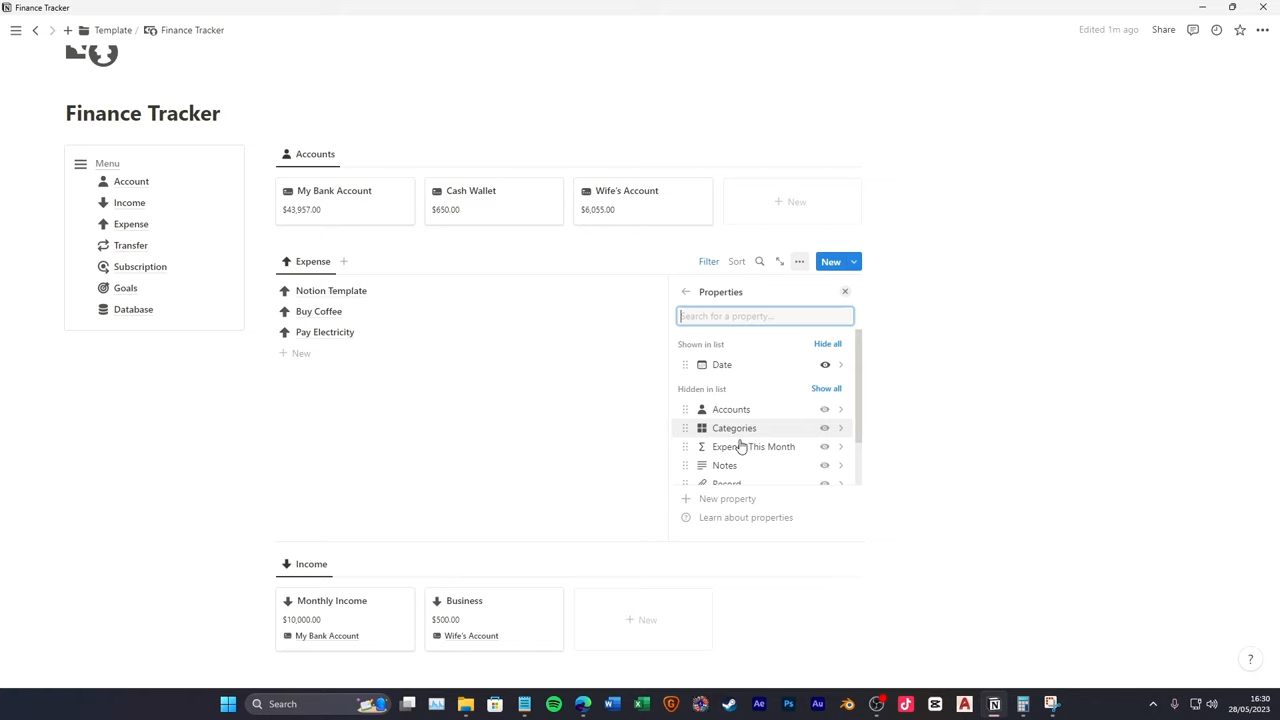 Finance Tracker
Template / Finance Tracker
Edited 1m ago Share
Finance Tracker
Menu
Account
Income
Expense
Transfer
Subscription
Goals
Database
Accounts
My Bank Account
$43,957.00
Cash Wallet
$650.00
Wife's Account
$6,055.00
+ New
Expense +
Filter Sort New
Notion Template
Buy Coffee
Pay Electricity
+ New
Properties
Search for a property...
Shown in list Hide all
Date
Hidden in list Show all
Accounts
Categories
Σ This Month
Notes
Record
+ New property
Learn about properties
Income
Monthly Income
$10,000.00
My Bank Account
Business
$500.00
Wife's Account
+ New
?
Search
16:30
28/05/2023